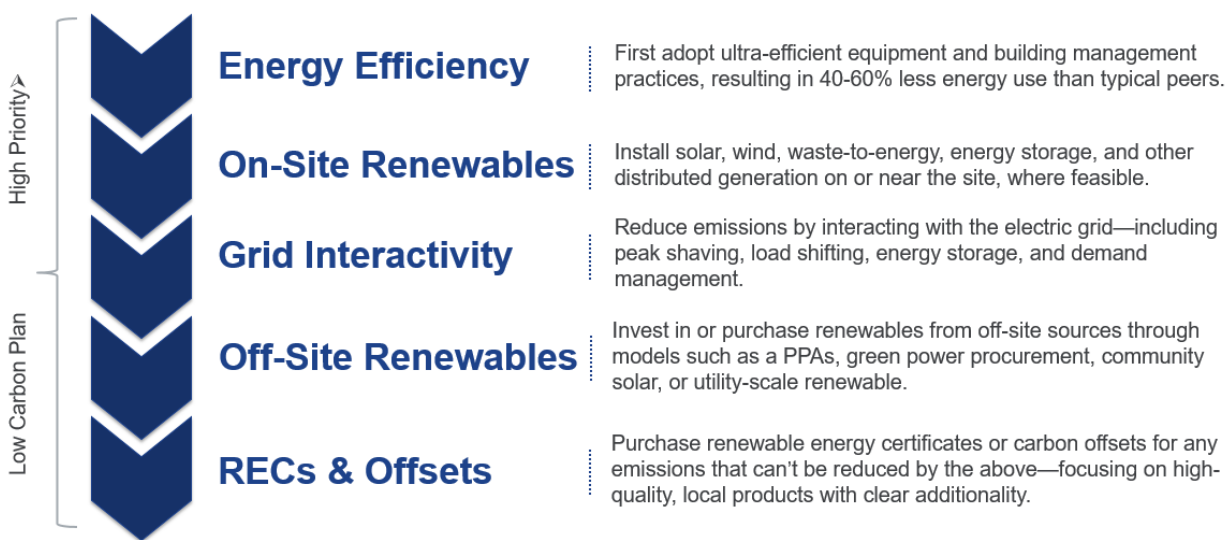 High Priority➢
Low Carbon Plan
Energy Efficiency
First adopt ultra-efficient equipment and building management
practices, resulting in 40-60% less energy use than typical peers.
On-Site Renewables
Install solar, wind, waste-to-energy, energy storage, and other
distributed generation on or near the site, where feasible.
Grid Interactivity
Reduce emissions by interacting with the electric grid—including
peak shaving, load shifting, energy storage, and demand
management.
Off-Site Renewables
Invest in or purchase renewables from off-site sources through
models such as a PPAs, green power procurement, community
solar, or utility-scale renewable.
RECs & Offsets
Purchase renewable energy certificates or carbon offsets for any
emissions that can’t be reduced by the above—focusing on high-
quality, local products with clear additionality.